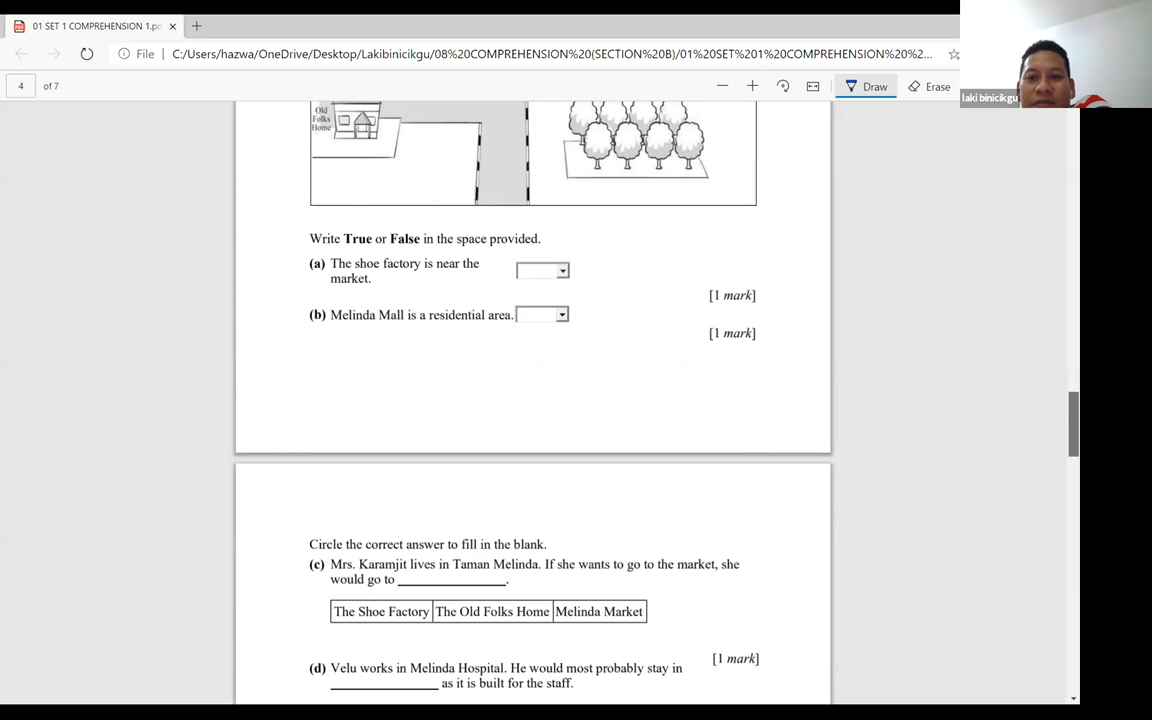 01 SET 1 COMPREHENSION 1.pd
File
C:/Users/hazwa/OneDrive/Desktop/Lakibinicikgu/08%20COMPREHENSION%20(SECTION%20B)/01%20SET%201%20COMPREHENSION%20%2...
4 of 7
Draw
Erase
laki binicikgu
Old
Folks
Home
Write True or False in the space provided.
(a) The shoe factory is near the
market.
[1 mark]
(b) Melinda Mall is a residential area.
[1 mark]
Circle the correct answer to fill in the blank.
(c) Mrs. Karamjit lives in Taman Melinda. If she wants to go to the market, she
would go to ________________.
The Shoe Factory The Old Folks Home Melinda Market
[1 mark]
(d) Velu works in Melinda Hospital. He would most probably stay in
________________ as it is built for the staff.